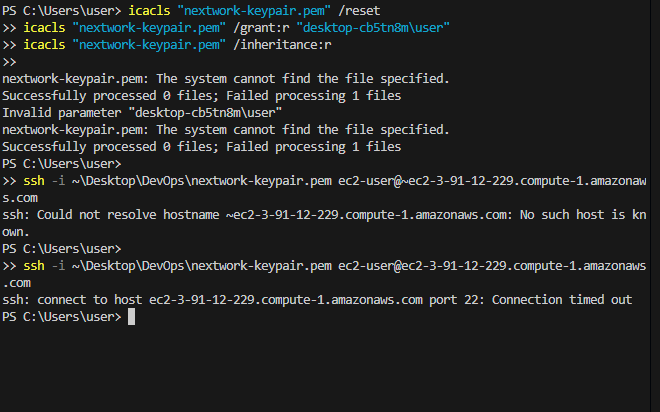 PS C:\Users\user> icacls "nextwork-keypair.pem" /reset
>> icacls "nextwork-keypair.pem" /grant:r "desktop-cb5tn8m\user"
>> icacls "nextwork-keypair.pem" /inheritance:r
>>
nextwork-keypair.pem: The system cannot find the file specified.
Successfully processed 0 files; Failed processing 1 files
Invalid parameter "desktop-cb5tn8m\user"
nextwork-keypair.pem: The system cannot find the file specified.
Successfully processed 0 files; Failed processing 1 files
PS C:\Users\user>
>> ssh -i ~\Desktop\DevOps\nextwork-keypair.pem ec2-user@~ec2-3-91-12-229.compute-1.amazonaw
s.com
ssh: Could not resolve hostname ~ec2-3-91-12-229.compute-1.amazonaws.com: No such host is kn
own.
PS C:\Users\user>
>> ssh -i ~\Desktop\DevOps\nextwork-keypair.pem ec2-user@ec2-3-91-12-229.compute-1.amazonaws
.com
ssh: connect to host ec2-3-91-12-229.compute-1.amazonaws.com port 22: Connection timed out
PS C:\Users\user>